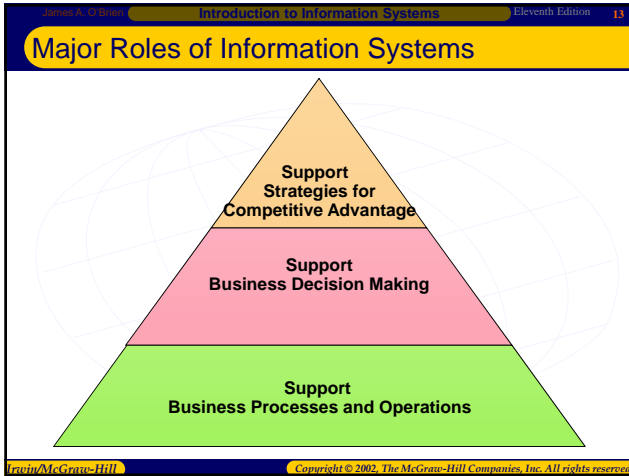 James A. O'Brien Introduction to Information Systems Eleventh Edition 13
Major Roles of Information Systems
Support
Strategies for
Competitive Advantage
Support
Business Decision Making
Support
Business Processes and Operations
Irwin/McGraw-Hill Copyright © 2002, The McGraw-Hill Companies, Inc. All rights reserved